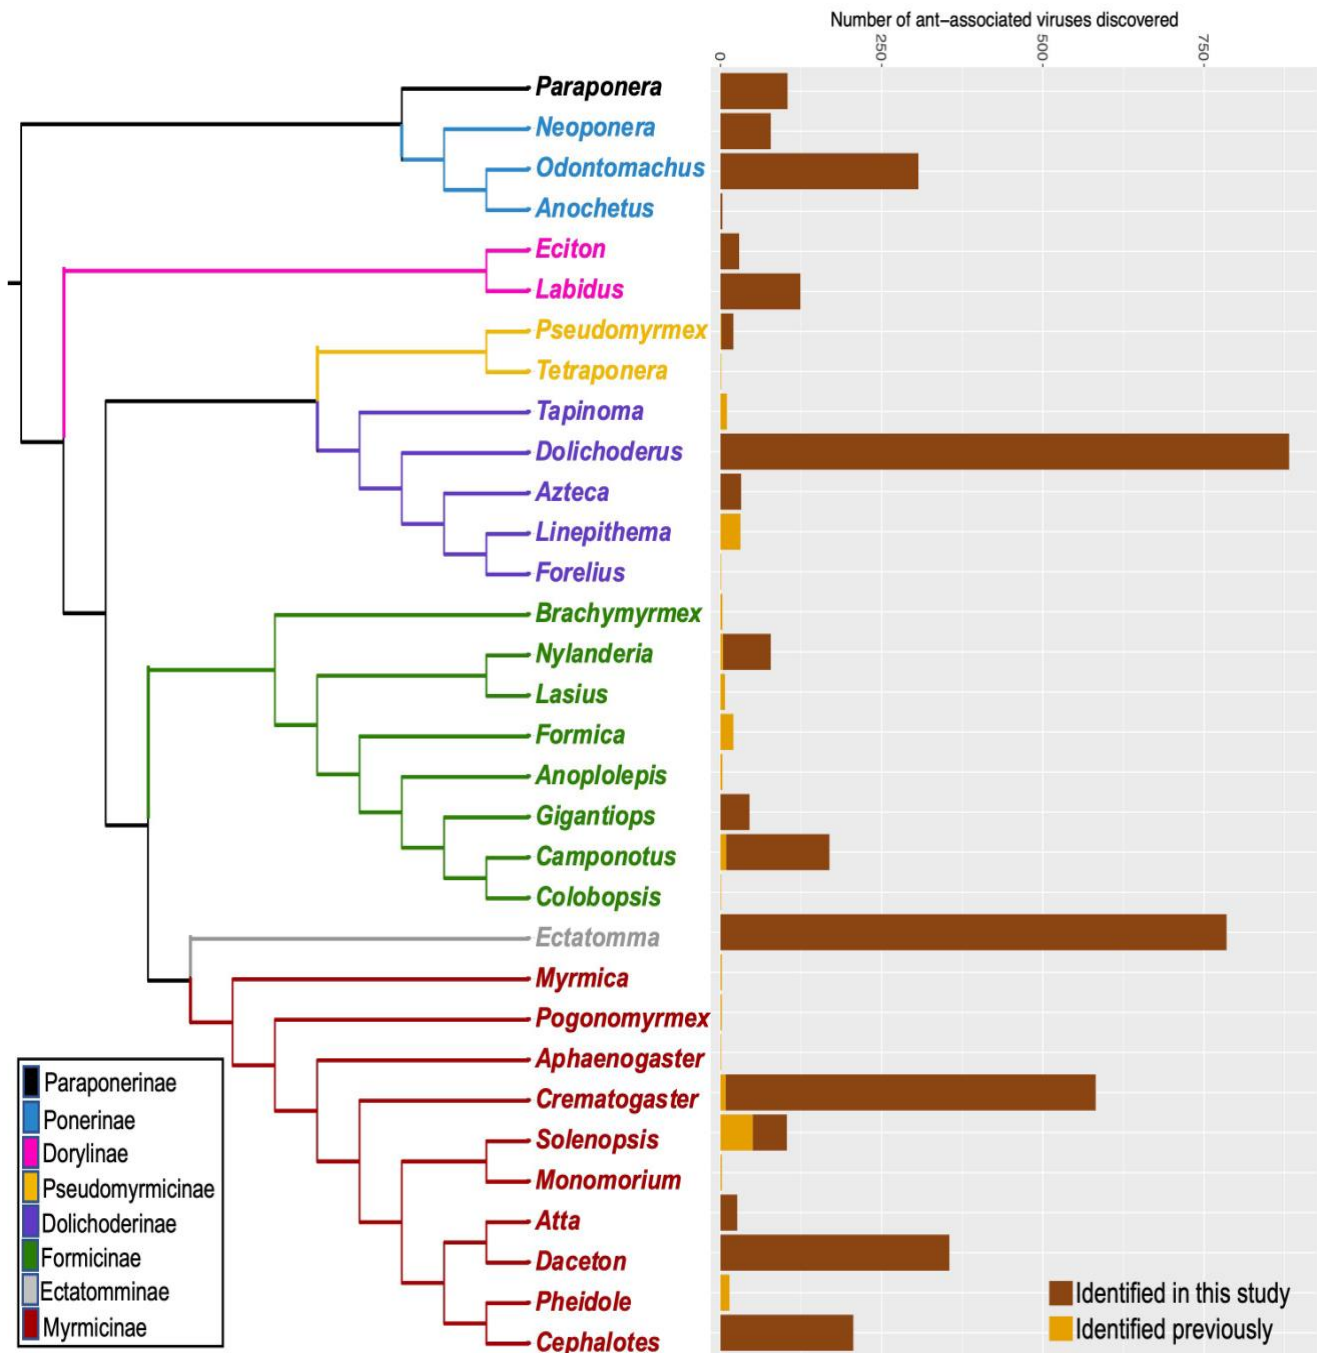 Number of ant−associated viruses discovered
0
250
500
750
Paraponera
Neoponera
Odontomachus
Anochetus
Eciton
Labidus
Pseudomyrmex
Tetraponera
Tapinoma
Dolichoderus
Azteca
Linepithema
Forelius
Brachymyrmex
Nylanderia
Lasius
Formica
Anoplolepis
Gigantiops
Camponotus
Colobopsis
Ectatomma
Myrmica
Pogonomyrmex
Aphaenogaster
Crematogaster
Solenopsis
Monomorium
Atta
Daceton
Pheidole
Cephalotes
Paraponerinae
Ponerinae
Dorylinae
Pseudomyrmicinae
Dolichoderinae
Formicinae
Ectatomminae
Myrmicinae
Identified in this study
Identified previously